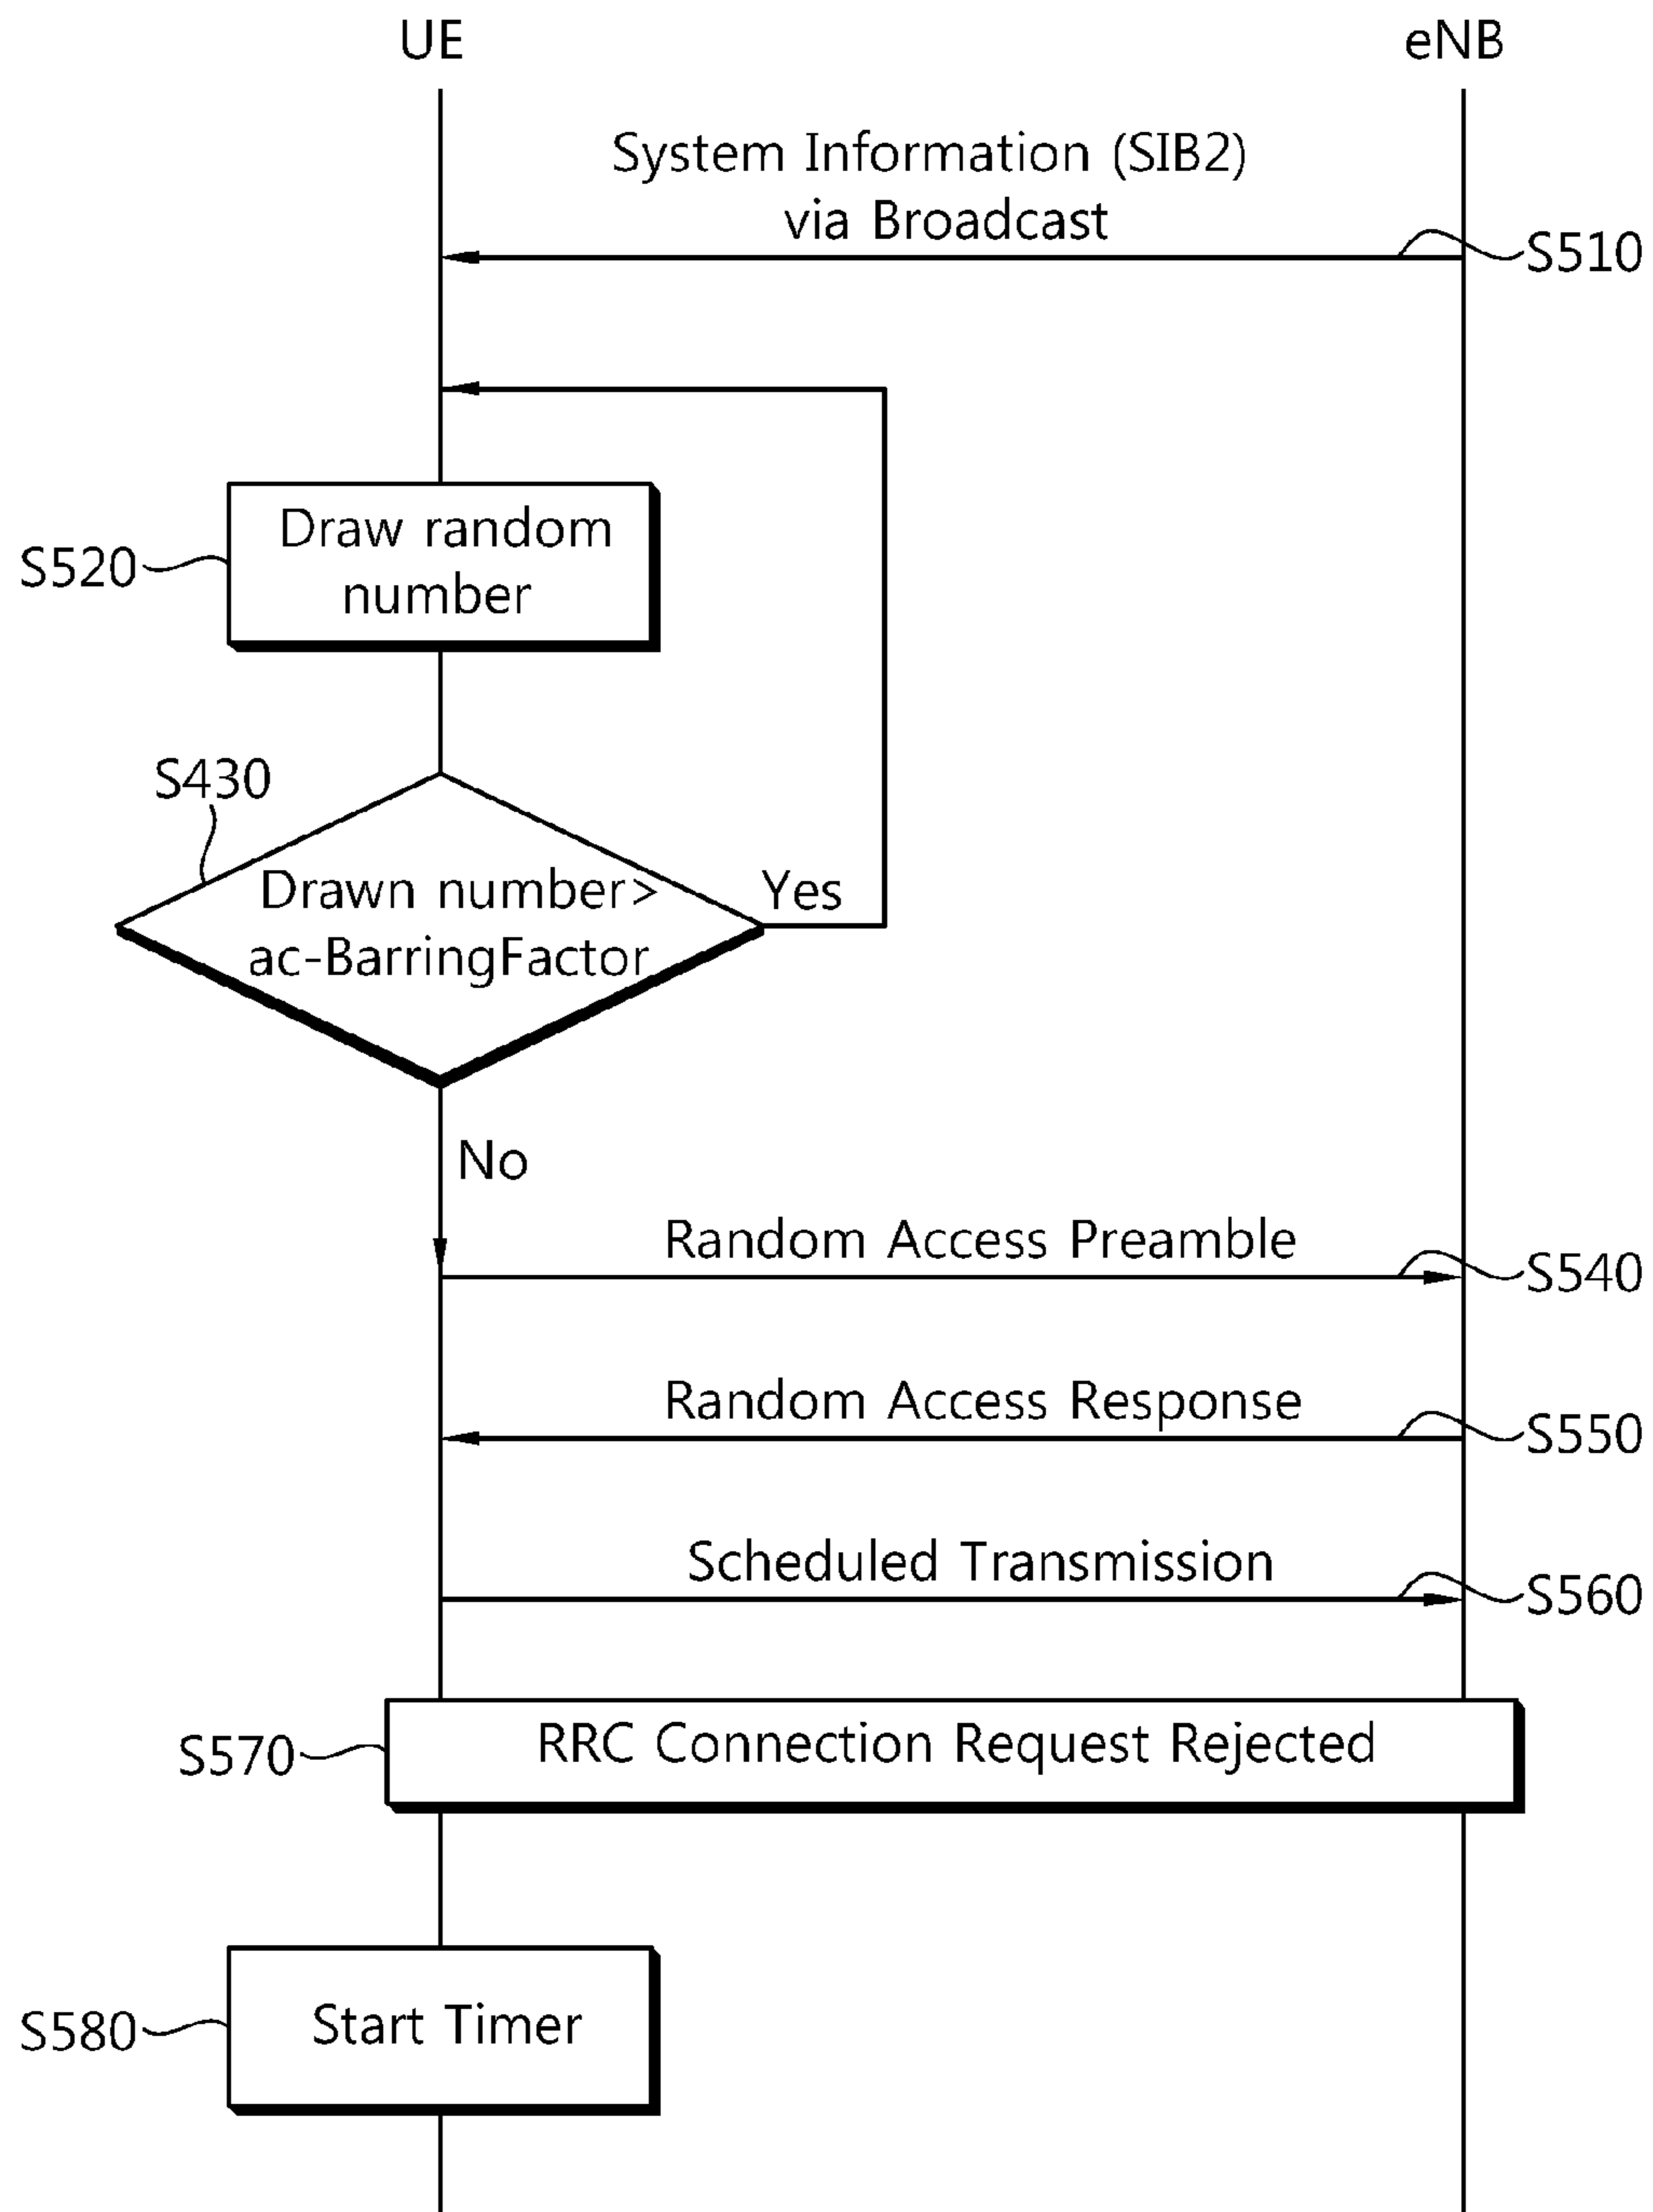 UE
eNB
System Information (SIB2)
via Broadcast
S510
Draw random
number
S520
S430
Drawn number>
ac-BarringFactor
Yes
No
Random Access Preamble
S540
Random Access Response
S550
Scheduled Transmission
S560
RRC Connection Request Rejected
S570
Start Timer
S580